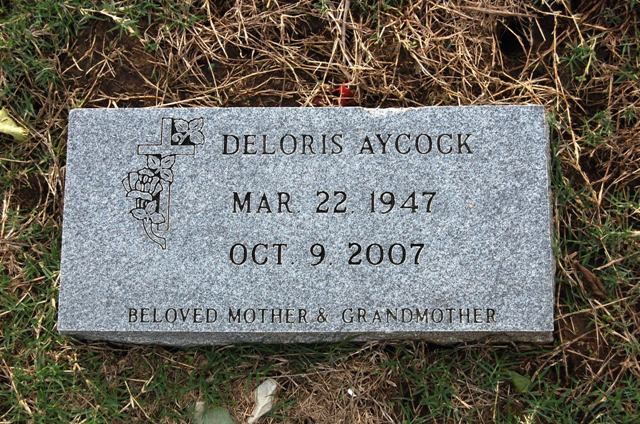 DELORIS AYCOCK
MAR. 22. 1947
OCT. 9. 2007
BELOVED MOTHER & GRANDMOTHER